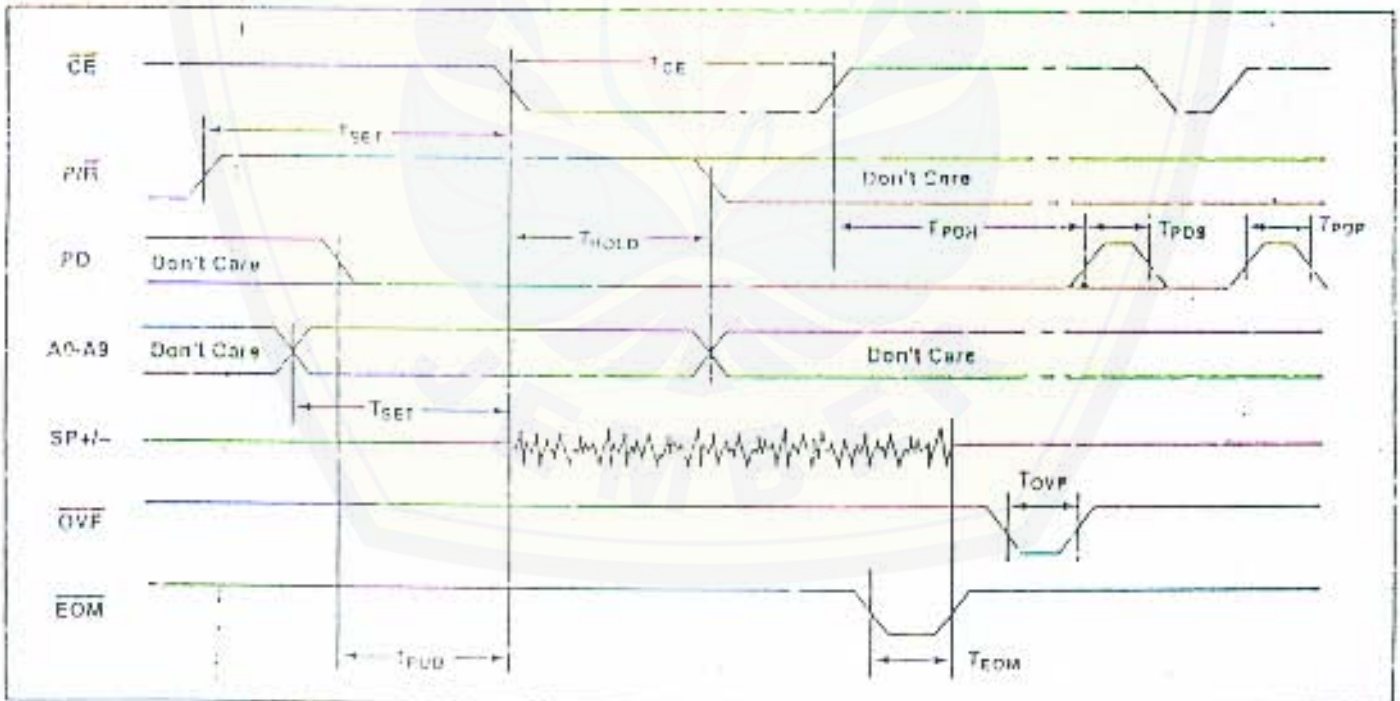 CE
TCE
TSET
P/R
Don't Care
THOLD
TPDH
TPDS
TPDP
PD
Don't Care
A0-A9
Don't Care
Don't Care
TSET
SP+/-
TOVF
OVF
EOM
TPUD
TEOM
JEMBER